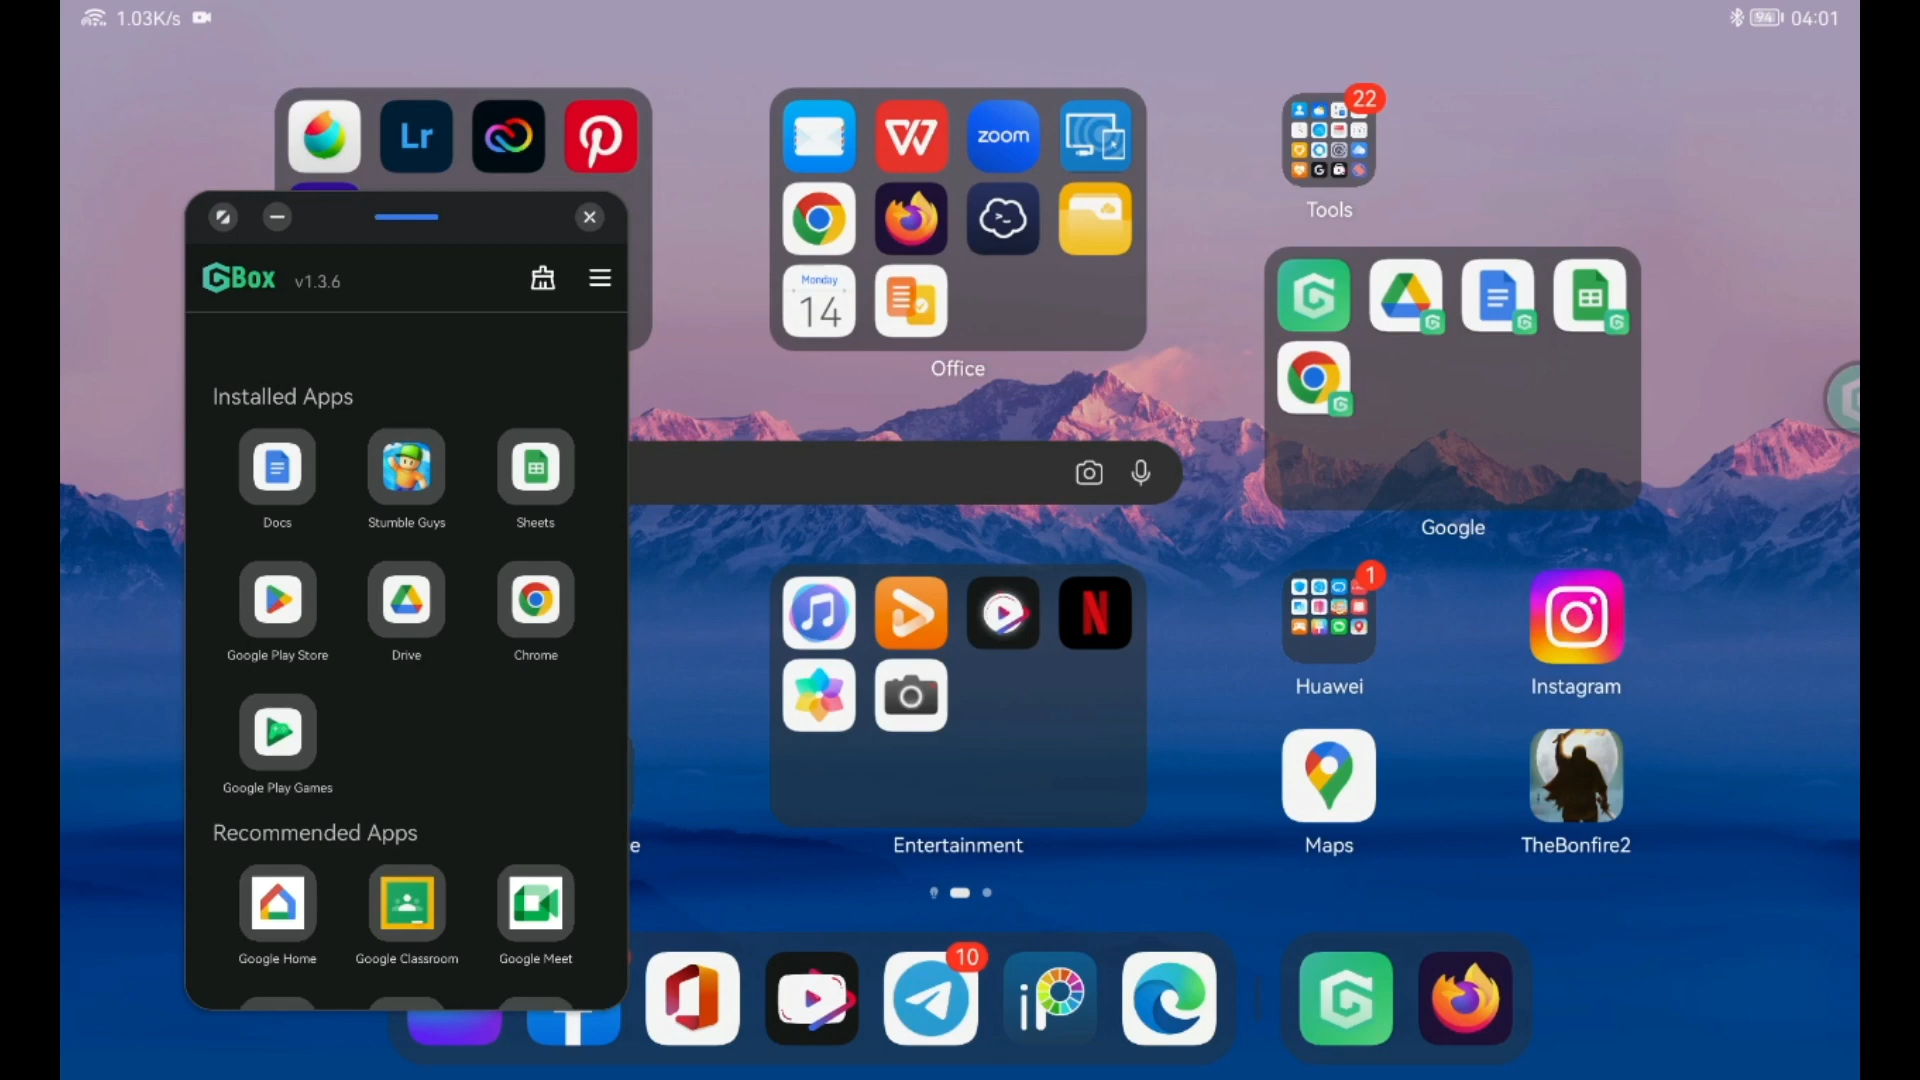 1.03K/s
94 04:01
Lr
zoom
22
Tools
GBox v1.3.6
Monday
14
Office
Installed Apps
Docs
Stumble Guys
Sheets
Google
Google Play Store
Drive
Chrome
1
Huawei
Instagram
Google Play Games
Recommended Apps
e
Entertainment
Maps
TheBonfire2
Google Home
Google Classroom
Google Meet
10
iP